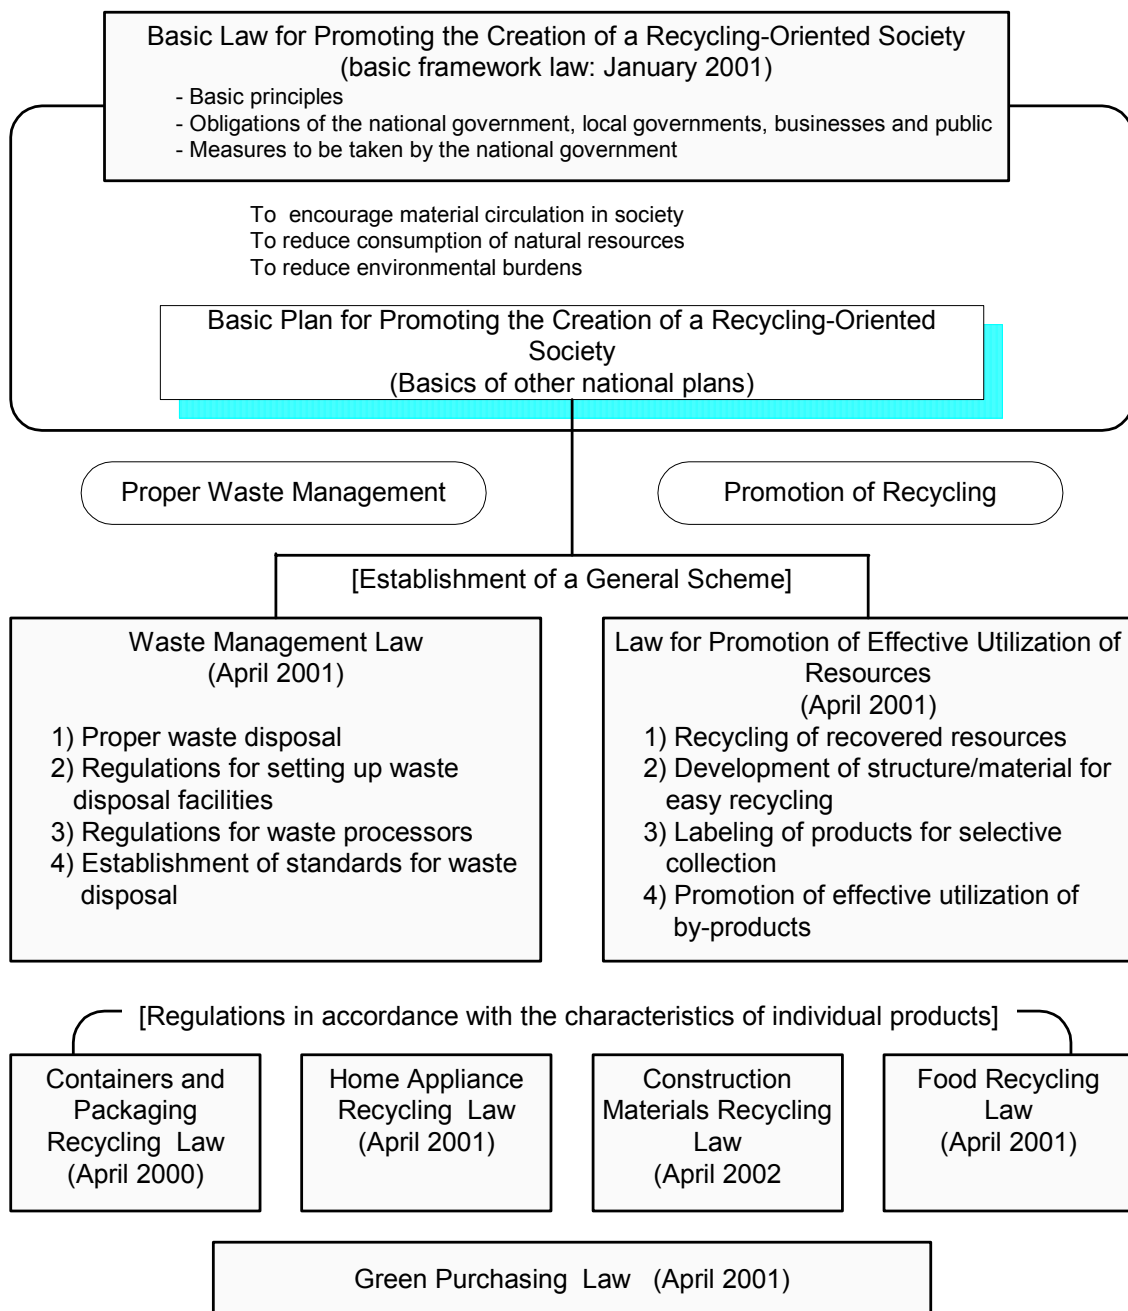 Basic Law for Promoting the Creation of a Recycling-Oriented Society
(basic framework law: January 2001)
- Basic principles
- Obligations of the national government, local governments, businesses and public
- Measures to be taken by the national government
To encourage material circulation in society
To reduce consumption of natural resources
To reduce environmental burdens
Basic Plan for Promoting the Creation of a Recycling-Oriented
Society
(Basics of other national plans)
Proper Waste Management
Promotion of Recycling
[Establishment of a General Scheme]
Waste Management Law
(April 2001)
1) Proper waste disposal
2) Regulations for setting up waste
disposal facilities
3) Regulations for waste processors
4) Establishment of standards for waste
disposal
Law for Promotion of Effective Utilization of
Resources
(April 2001)
1) Recycling of recovered resources
2) Development of structure/material for
easy recycling
3) Labeling of products for selective
collection
4) Promotion of effective utilization of
by-products
[Regulations in accordance with the characteristics of individual products]
Containers and
Packaging
Recycling Law
(April 2000)
Home Appliance
Recycling Law
(April 2001)
Construction
Materials Recycling
Law
(April 2002
Food Recycling
Law
(April 2001)
Green Purchasing Law (April 2001)